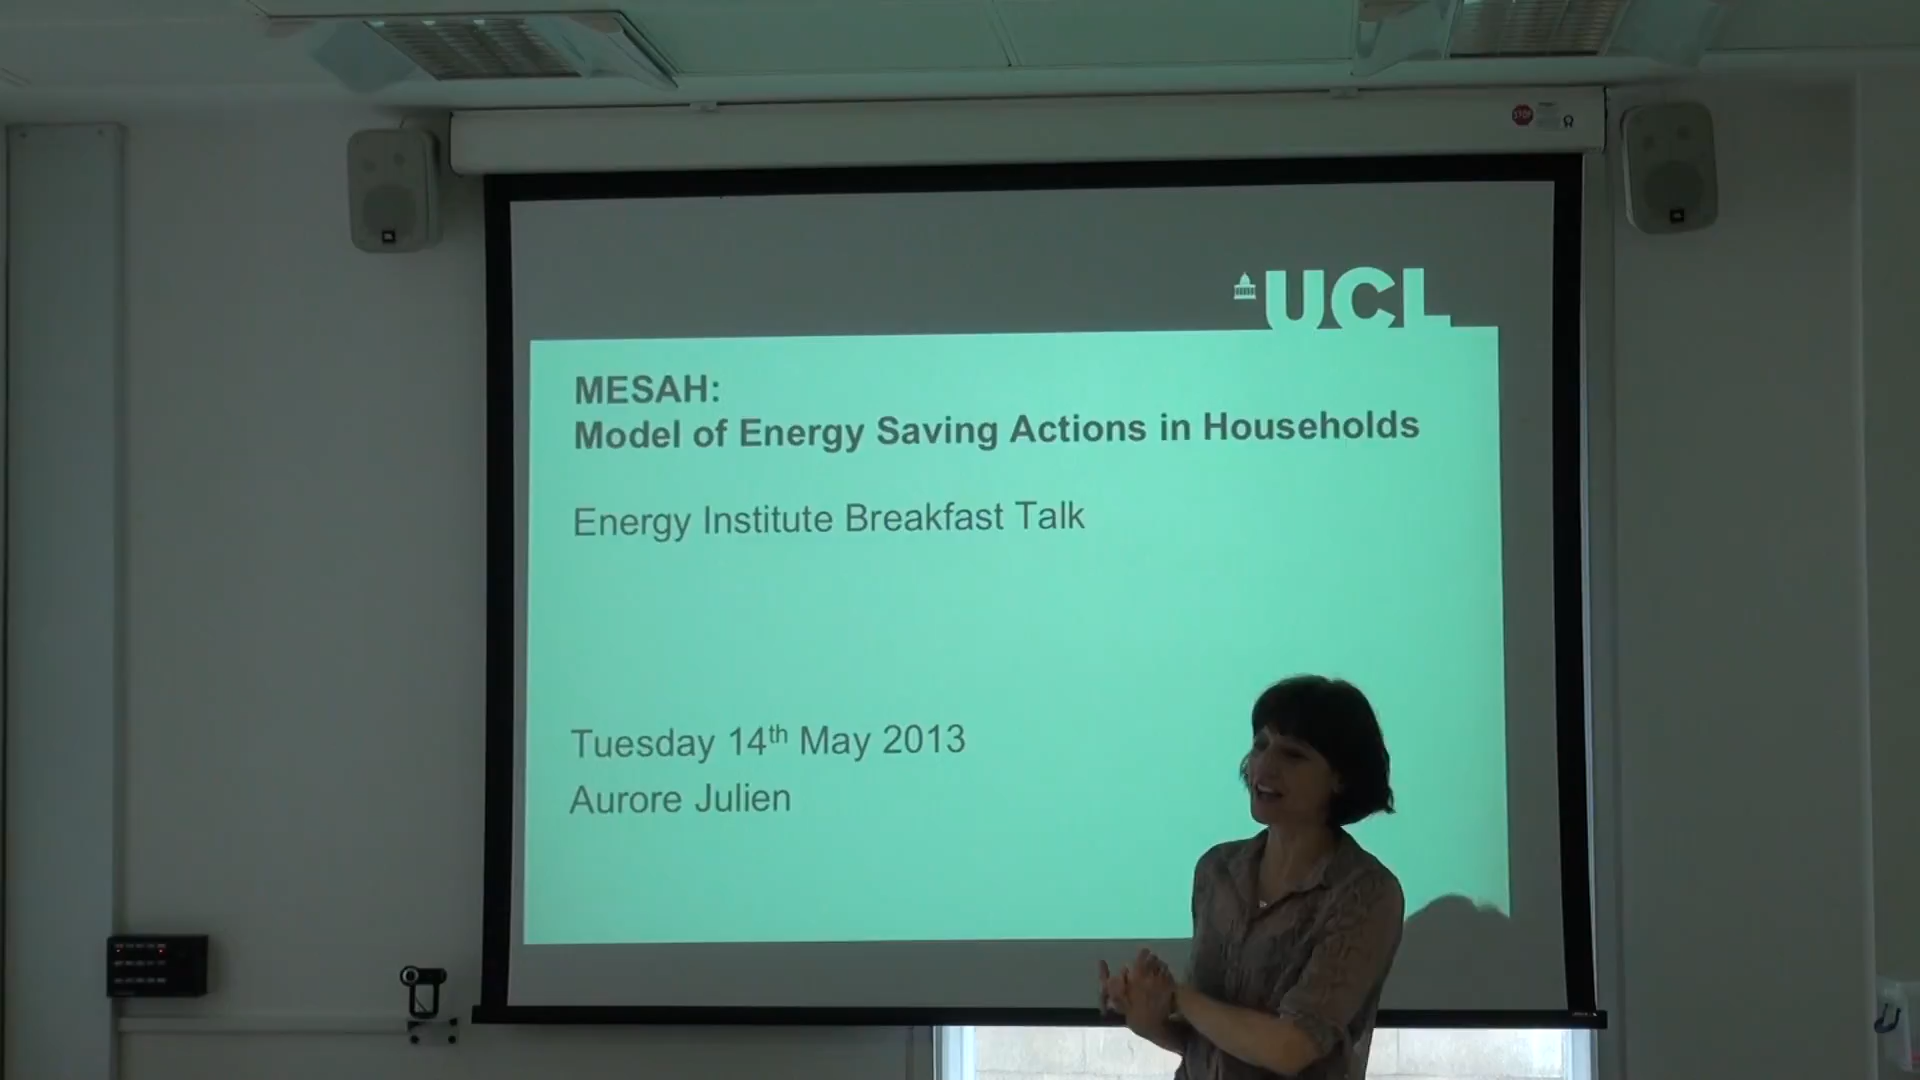 STOP
UCL
MESAH:
Model of Energy Saving Actions in Households
Energy Institute Breakfast Talk
Tuesday 14th May 2013
Aurore Julien